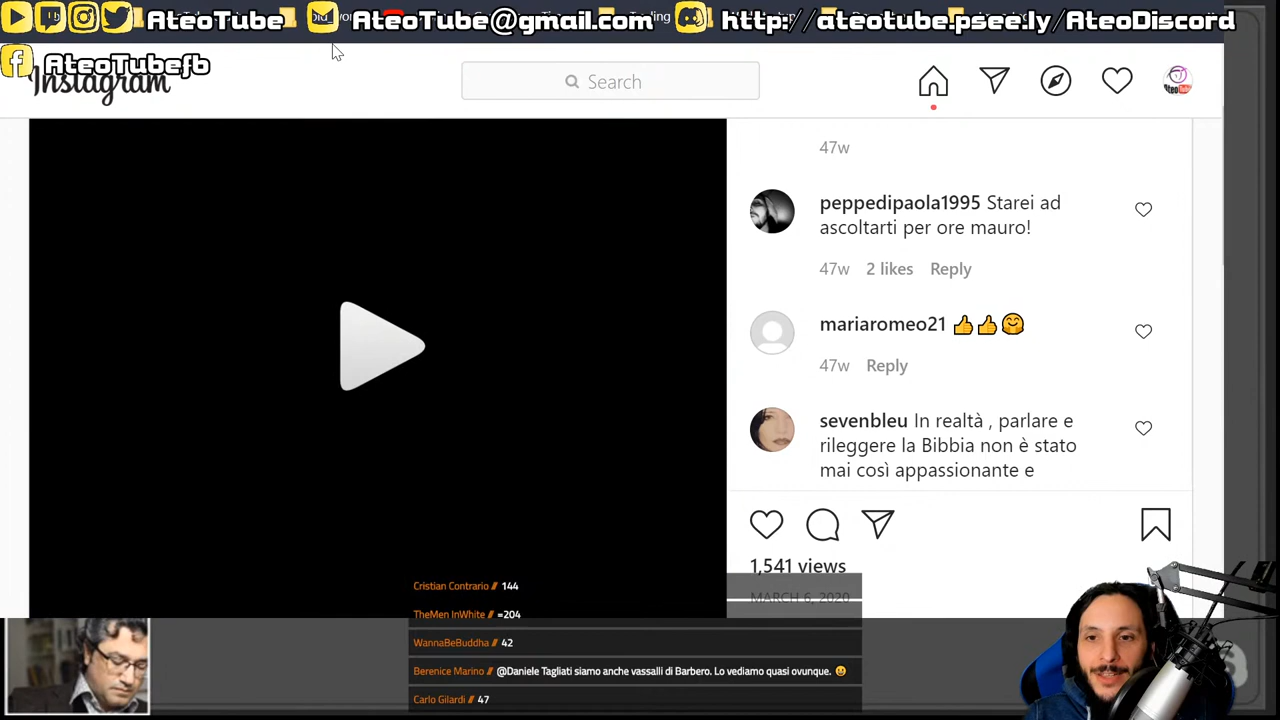 AteoTube AteoTube@gmail.com http://ateotube.psee.ly/AteoDiscord
AteoTubefb
Instagram
Search
47w
peppedipaola1995 Starei ad
ascoltarti per ore mauro!
47w 2 likes Reply
mariaromeo21 👍👍🤗
47w Reply
sevenbleu In realtà , parlare e
rileggere la Bibbia non è stato
mai così appassionante e
1,541 views
MARCH 6, 2020
Cristian Contrario // 144
TheMen InWhite // =204
WannaBeBuddha // 42
Berenice Marino // @Daniele Tagliati siamo anche vassalli di Barbero. Lo vediamo quasi ovunque. 😀
Carlo Gilardi // 47